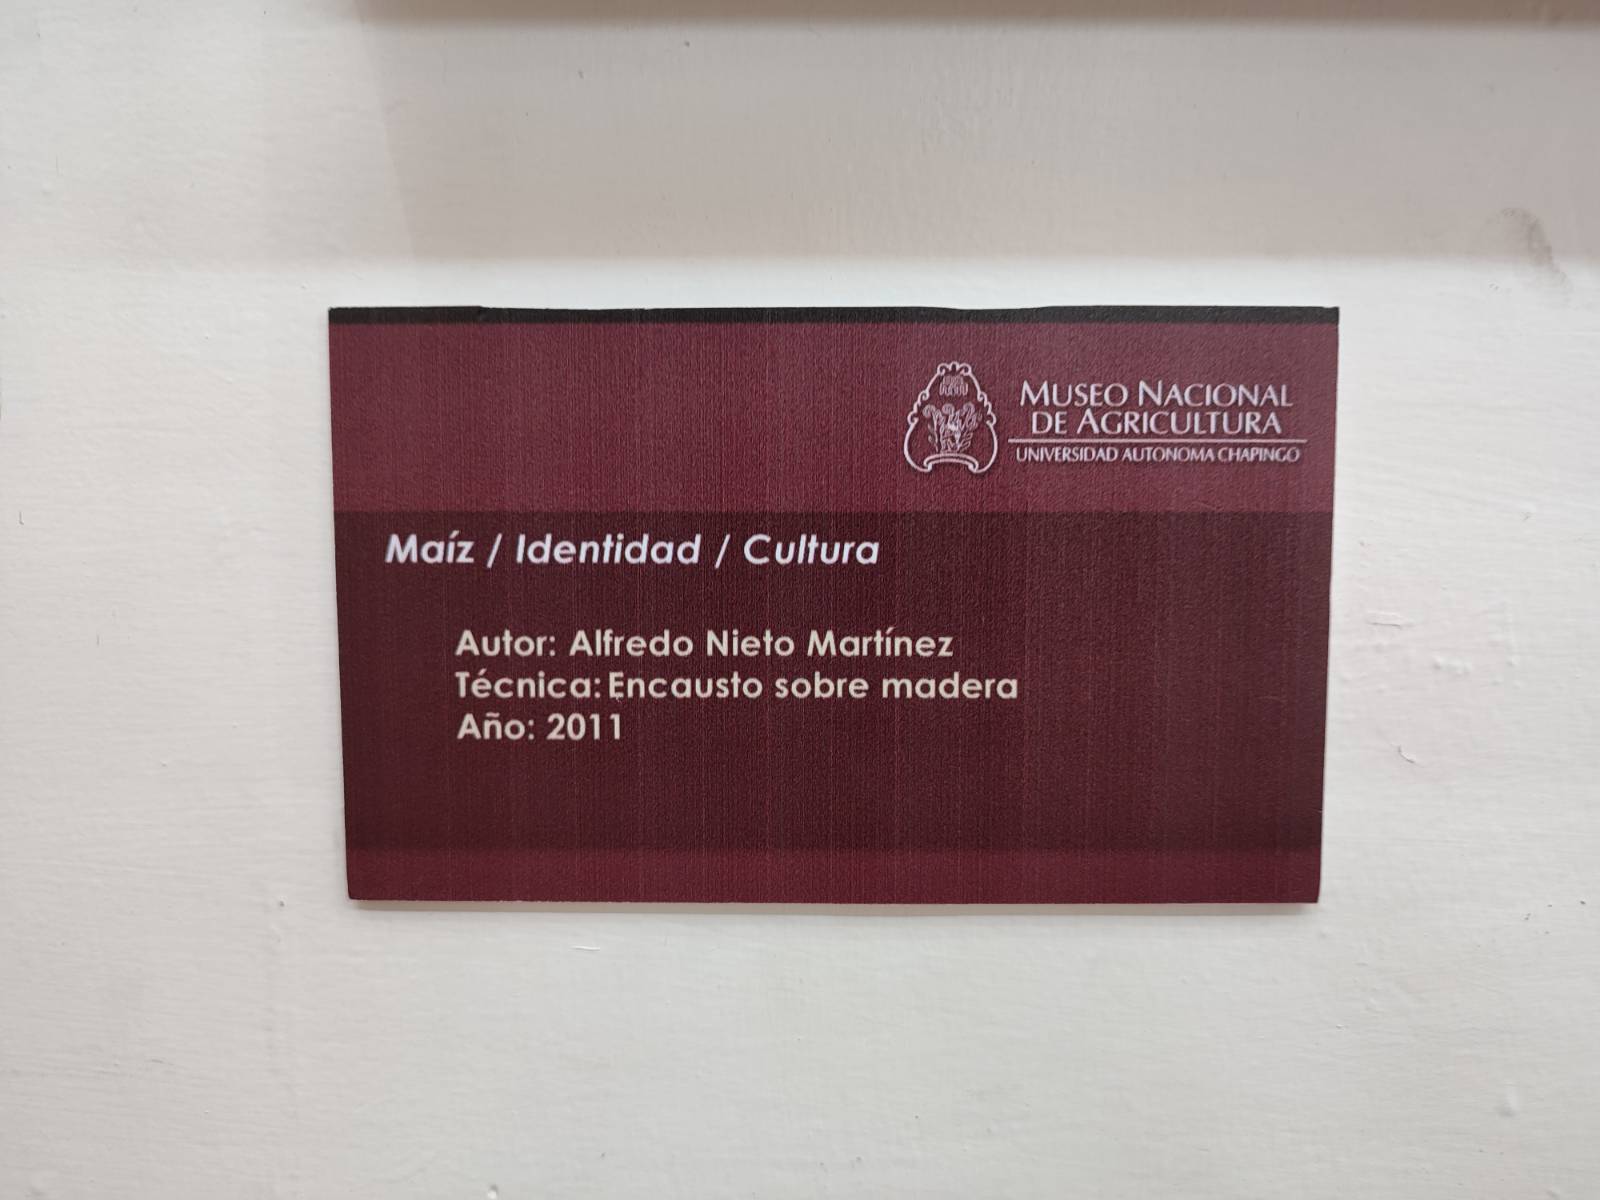 MUSEO NACIONAL
DE AGRICULTURA
UNIVERSIDAD AUTONOMA CHAPINGO
Maíz / Identidad / Cultura
Autor: Alfredo Nieto Martínez
Técnica: Encausto sobre madera
Año: 2011